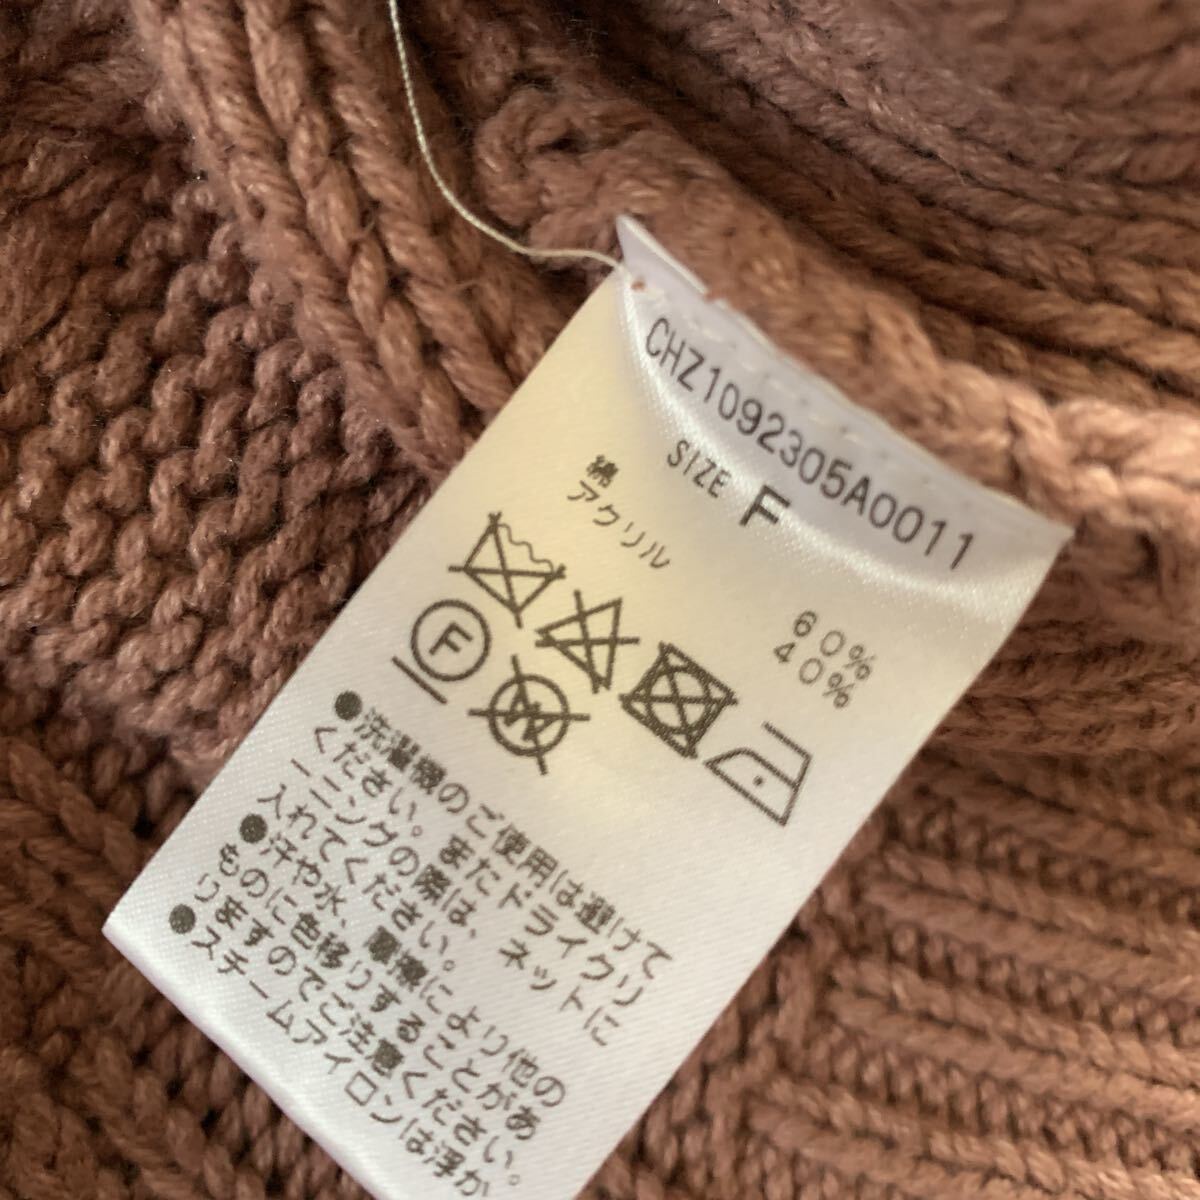 CHZ1092305A0011
SIZE F
綿 60%
アクリル 40%
F
W
●洗濯機のご使用は避けて
ください。またドライクリ
ーニングの際は、ネットに
入れてください。
●汗や水、摩擦により他の
ものに色移りすることがあ
りますのでご注意ください。
●スチームアイロンは浮か